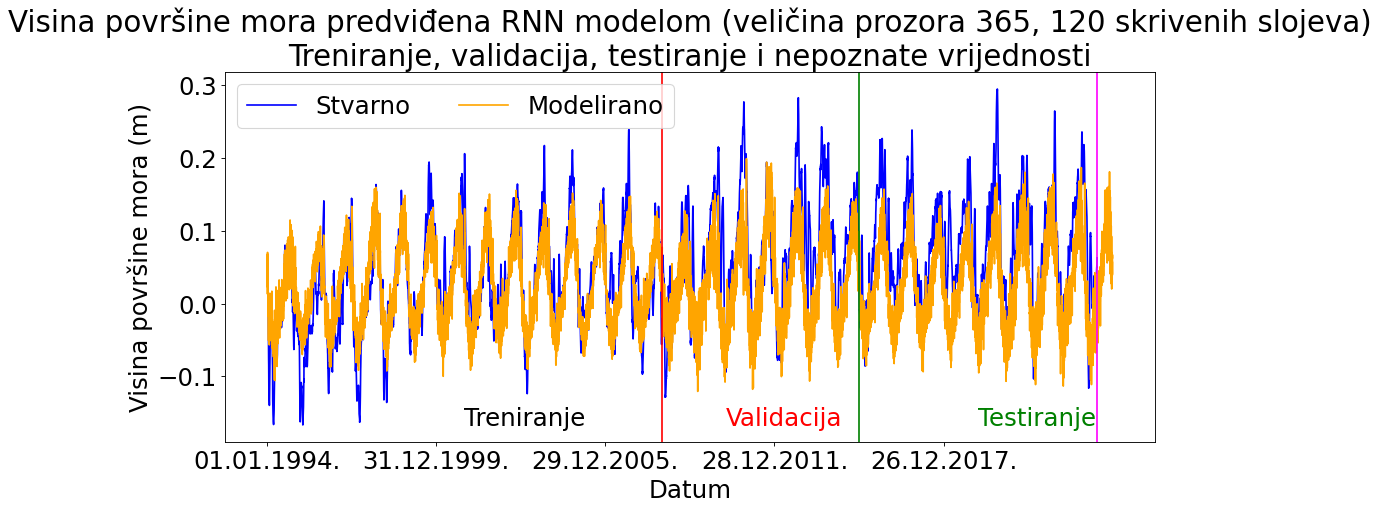 Visina površine mora predviđena RNN modelom (veličina prozora 365, 120 skrivenih slojeva)
Treniranje, validacija, testiranje i nepoznate vrijednosti
Stvarno Modelirano
0.3
0.2
0.1
0.0
−0.1
Visina površine mora (m)
Treniranje Validacija Testiranje
01.01.1994. 31.12.1999. 29.12.2005. 28.12.2011. 26.12.2017.
Datum